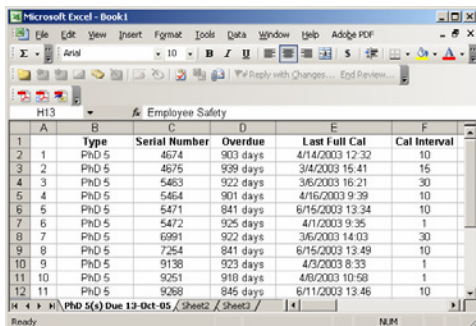 Microsoft Excel - Book1
File Edit View Insert Format Tools Data Window Help Adobe PDF
Σ Arial 10 B I U $ A
Reply with Changes... End Review...
H13 fx Employee Safety
A B C D E F
1 Type Serial Number Overdue Last Full Cal Cal Interval
2 1 PhD 5 4674 903 days 4/14/2003 12:32 10
3 2 PhD 5 4675 939 days 3/4/2003 15:41 15
4 3 PhD 5 5463 922 days 3/6/2003 16:21 30
5 4 PhD 5 5464 901 days 4/16/2003 9:39 10
6 5 PhD 5 5471 841 days 6/15/2003 13:34 10
7 6 PhD 5 5472 925 days 4/1/2003 9:35 1
8 7 PhD 5 6991 922 days 3/6/2003 14:03 30
9 8 PhD 5 7254 841 days 6/15/2003 13:49 10
10 9 PhD 5 9138 923 days 4/3/2003 8:33 1
11 10 PhD 5 9251 918 days 4/8/2003 10:58 1
12 11 PhD 5 9268 845 days 6/11/2003 13:46 10
PhD 5(s) Due 13-Oct-05 Sheet2 Sheet3
Ready NUM